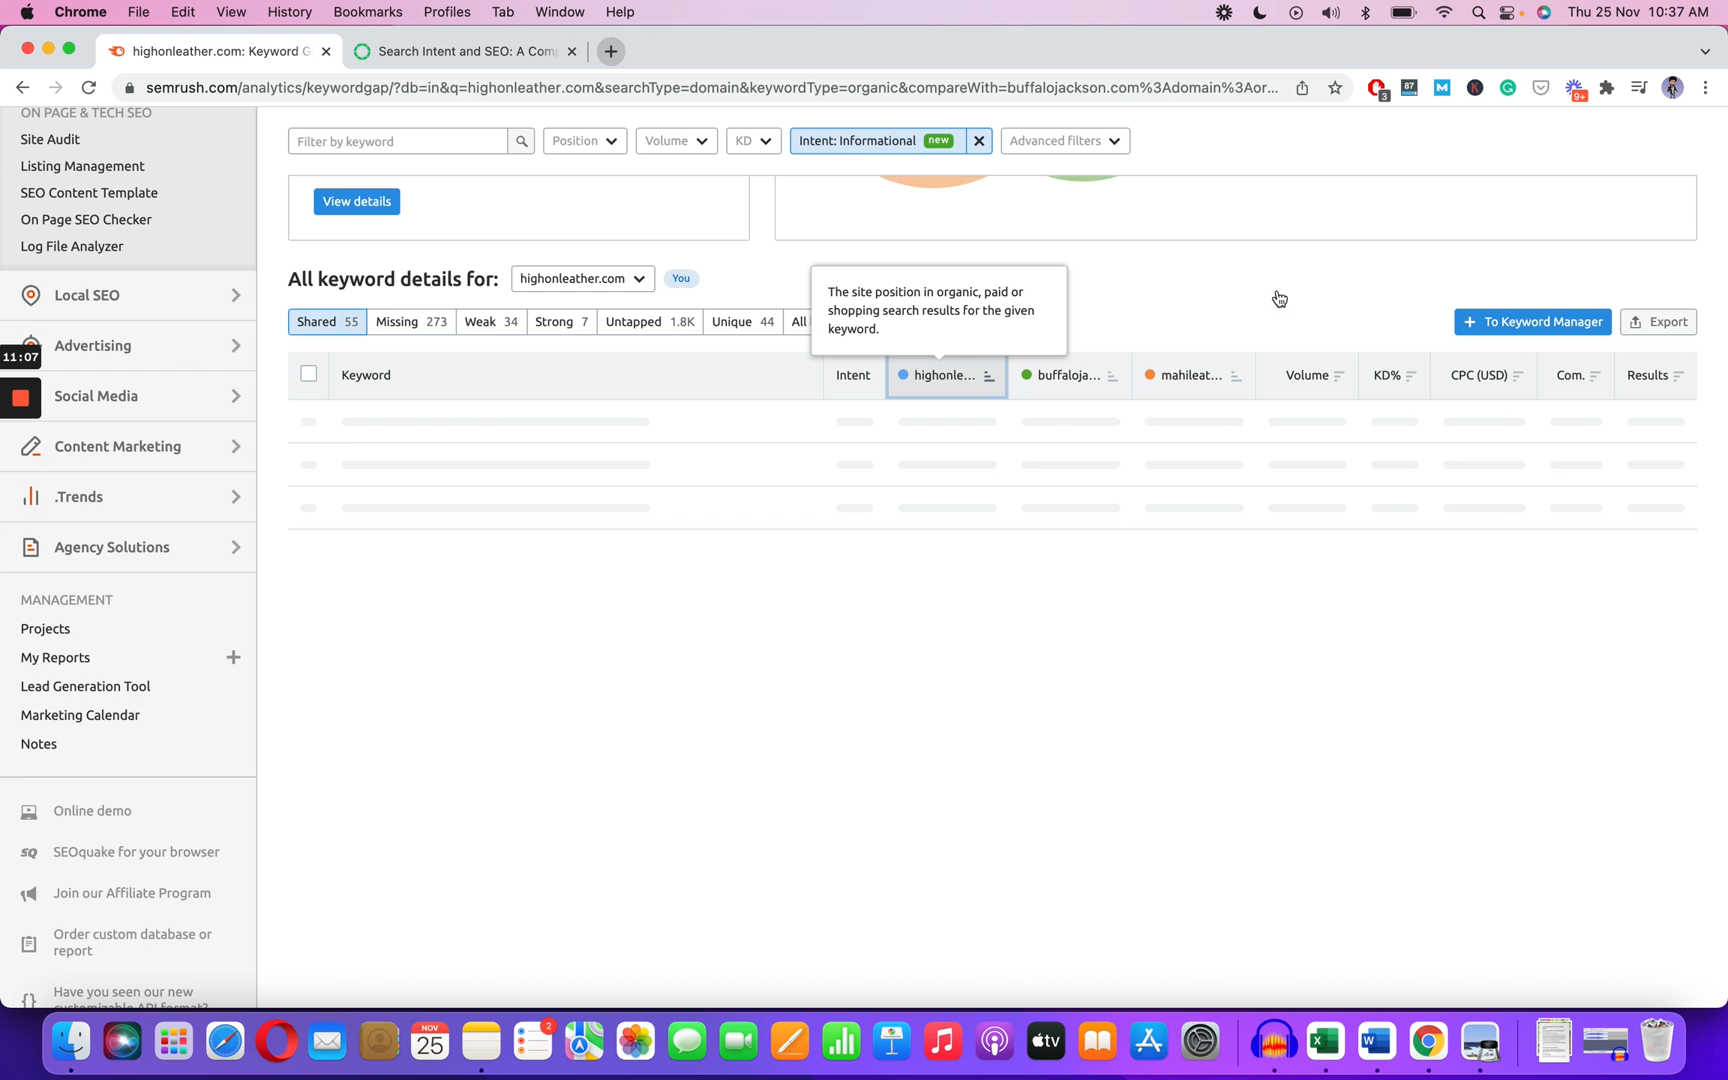 Chrome File Edit View History Bookmarks Profiles Tab Window Help Thu 25 Nov 10:37 AM
highonleather.com: Keyword G Search Intent and SEO: A Com
semrush.com/analytics/keywordgap/?db=in&q=highonleather.com&searchType=domain&keywordType=organic&compareWith=buffalojackson.com%3Adomain%3Aor... 3 87 M K G 9+
ON PAGE & TECH SEO
Site Audit
Listing Management
SEO Content Template
On Page SEO Checker
Log File Analyzer
Local SEO
Advertising
11:07
Social Media
Content Marketing
.Trends
Agency Solutions
MANAGEMENT
Projects
My Reports
Lead Generation Tool
Marketing Calendar
Notes
Online demo
SQ SEOquake for your browser
Join our Affiliate Program
Order custom database or
report
Have you seen our new
customizable API format?
Filter by keyword Position Volume KD Intent: Informational new Advanced filters
View details
All keyword details for: highonleather.com You
The site position in organic, paid or
shopping search results for the given
keyword.
Shared 55 Missing 273 Weak 34 Strong 7 Untapped 1.8K Unique 44 All + To Keyword Manager Export
Keyword Intent highonle... buffaloja... mahileat... Volume KD% CPC (USD) Com. Results
NOV
25
2
tv
X
W